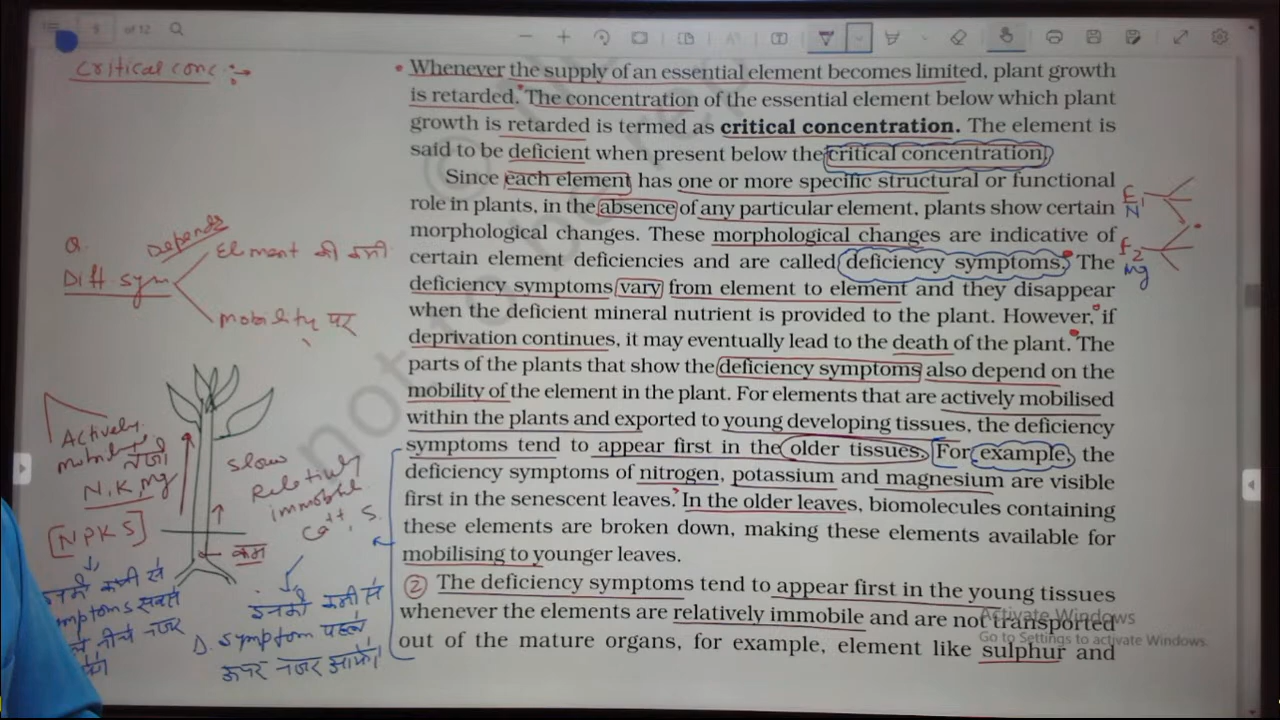 of 12
Critical conc :→
Whenever the supply of an essential element becomes limited, plant growth
is retarded. The concentration of the essential element below which plant
growth is retarded is termed as critical concentration. The element is
said to be deficient when present below the critical concentration.
Since each element has one or more specific structural or functional
role in plants, in the absence of any particular element, plants show certain
morphological changes. These morphological changes are indicative of
certain element deficiencies and are called deficiency symptoms. The
deficiency symptoms vary from element to element and they disappear
when the deficient mineral nutrient is provided to the plant. However, if
deprivation continues, it may eventually lead to the death of the plant. The
parts of the plants that show the deficiency symptoms also depend on the
mobility of the element in the plant. For elements that are actively mobilised
within the plants and exported to young developing tissues, the deficiency
symptoms tend to appear first in the older tissues. For example, the
deficiency symptoms of nitrogen, potassium and magnesium are visible
first in the senescent leaves. In the older leaves, biomolecules containing
these elements are broken down, making these elements available for
mobilising to younger leaves.
② The deficiency symptoms tend to appear first in the young tissues
whenever the elements are relatively immobile and are not transported
out of the mature organs, for example, element like sulphur and
E1
N
E2
Mg
Q.
Depends
Diff sym
Element की कमी
mobility पर
Actively
N.K.Mg
[NPKS]
Slow
Relatively
immobile
Ca++, S.
कम
इनकी कमी से
D. symptom पहले
ऊपर नजर आयेंगे
Activate Windows
Go to Settings to activate Windows.